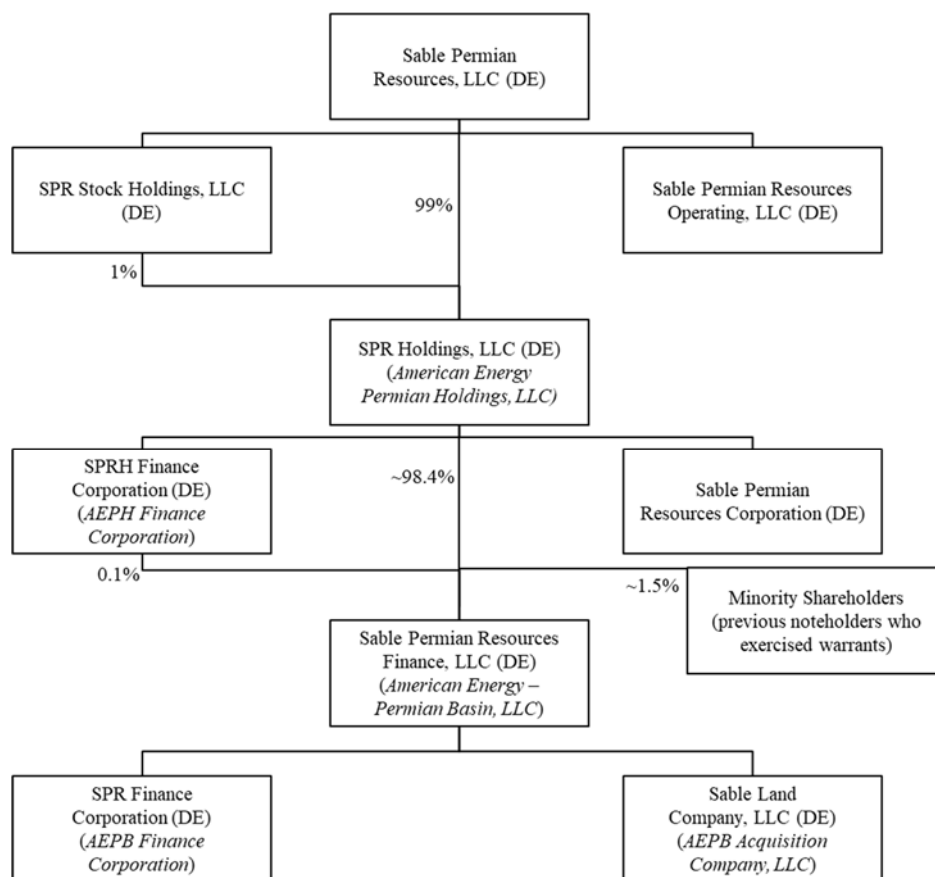 Sable Permian
Resources, LLC (DE)
SPR Stock Holdings, LLC
(DE)
99%
Sable Permian Resources
Operating, LLC (DE)
1%
SPR Holdings, LLC (DE)
(American Energy
Permian Holdings, LLC)
SPRH Finance
Corporation (DE)
(AEPH Finance
Corporation)
~98.4%
Sable Permian
Resources Corporation (DE)
0.1%
~1.5%
Minority Shareholders
(previous noteholders who
exercised warrants)
Sable Permian Resources
Finance, LLC (DE)
(American Energy –
Permian Basin, LLC)
SPR Finance
Corporation (DE)
(AEPB Finance
Corporation)
Sable Land
Company, LLC (DE)
(AEPB Acquisition
Company, LLC)